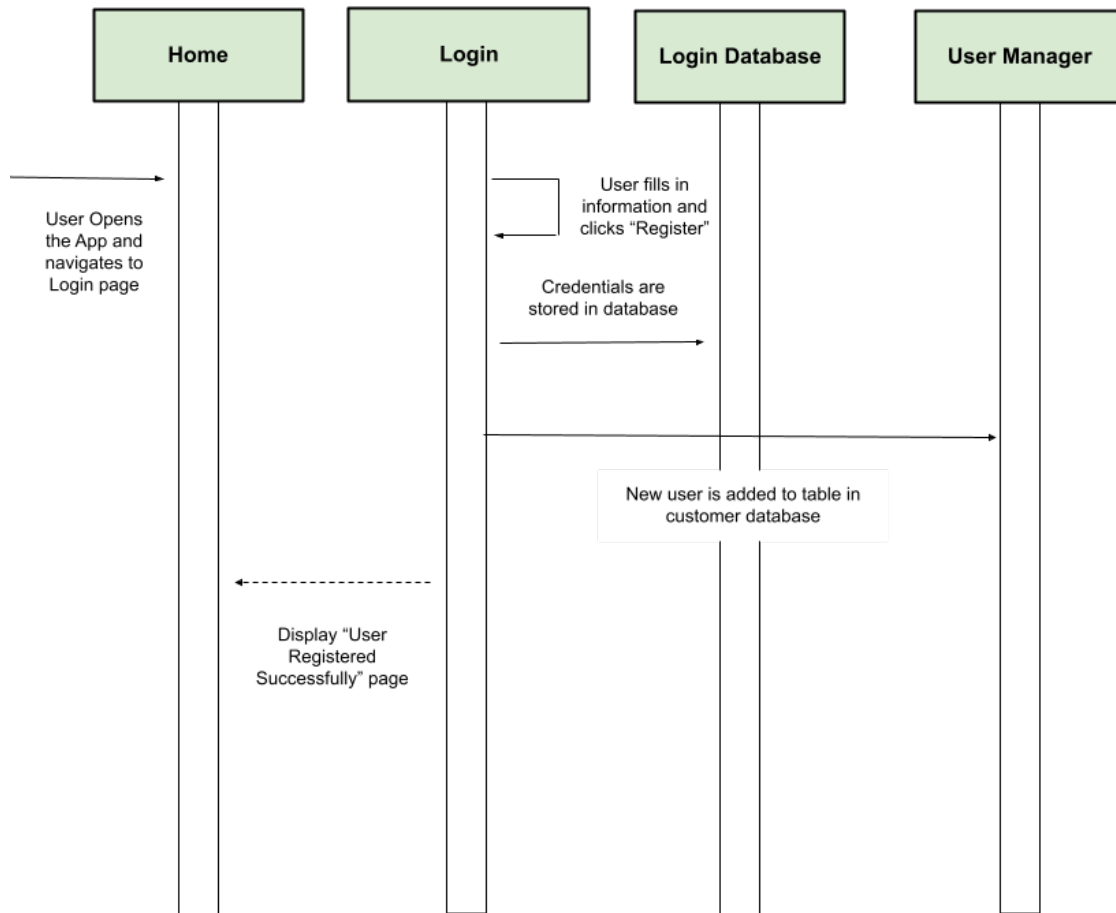 Home
Login
Login Database
User Manager
User Opens
the App and
navigates to
Login page
User fills in
information and
clicks “Register”
Credentials are
stored in database
New user is added to table in
customer database
Display “User
Registered
Successfully” page